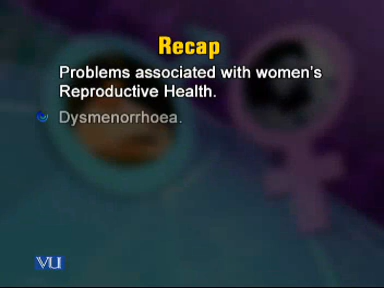 Recap
Problems associated with women's
Reproductive Health.
Dysmenorrhoea.
VU